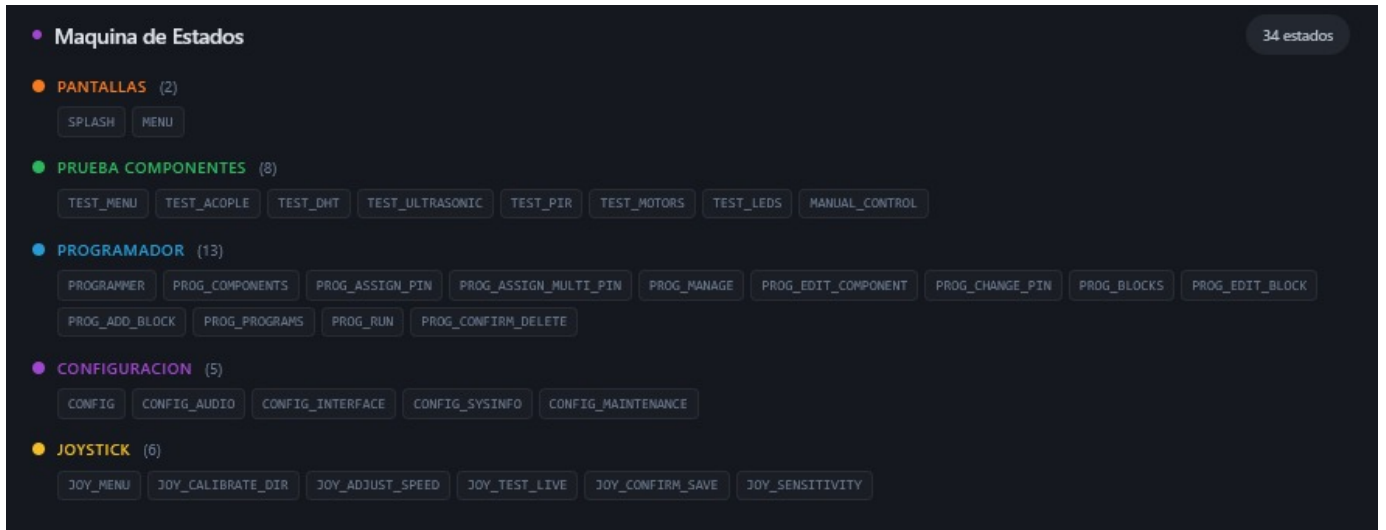 Maquina de Estados 34 estados
PANTALLAS (2)
SPLASH MENU
PRUEBA COMPONENTES (8)
TEST_MENU TEST_ACOPLE TEST_DHT TEST_ULTRASONIC TEST_PIR TEST_MOTORS TEST_LEDS MANUAL_CONTROL
PROGRAMADOR (13)
PROGRAMMER PROG_COMPONENTS PROG_ASSIGN_PIN PROG_ASSIGN_MULTI_PIN PROG_MANAGE PROG_EDIT_COMPONENT PROG_CHANGE_PIN PROG_BLOCKS PROG_EDIT_BLOCK
PROG_ADD_BLOCK PROG_PROGRAMS PROG_RUN PROG_CONFIRM_DELETE
CONFIGURACION (5)
CONFIG CONFIG_AUDIO CONFIG_INTERFACE CONFIG_SYSINFO CONFIG_MAINTENANCE
JOYSTICK (6)
JOY_MENU JOY_CALIBRATE_DIR JOY_ADJUST_SPEED JOY_TEST_LIVE JOY_CONFIRM_SAVE JOY_SENSITIVITY